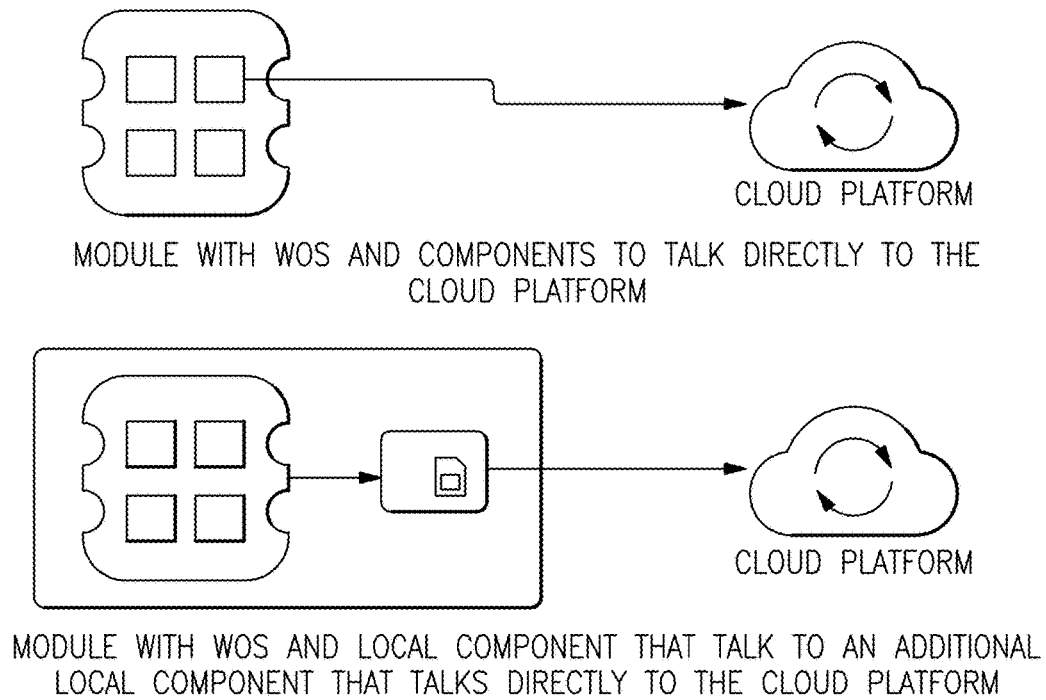 CLOUD PLATFORM
MODULE WITH WOS AND COMPONENTS TO TALK DIRECTLY TO THE
CLOUD PLATFORM
CLOUD PLATFORM
MODULE WITH WOS AND LOCAL COMPONENT THAT TALK TO AN ADDITIONAL
LOCAL COMPONENT THAT TALKS DIRECTLY TO THE CLOUD PLATFORM